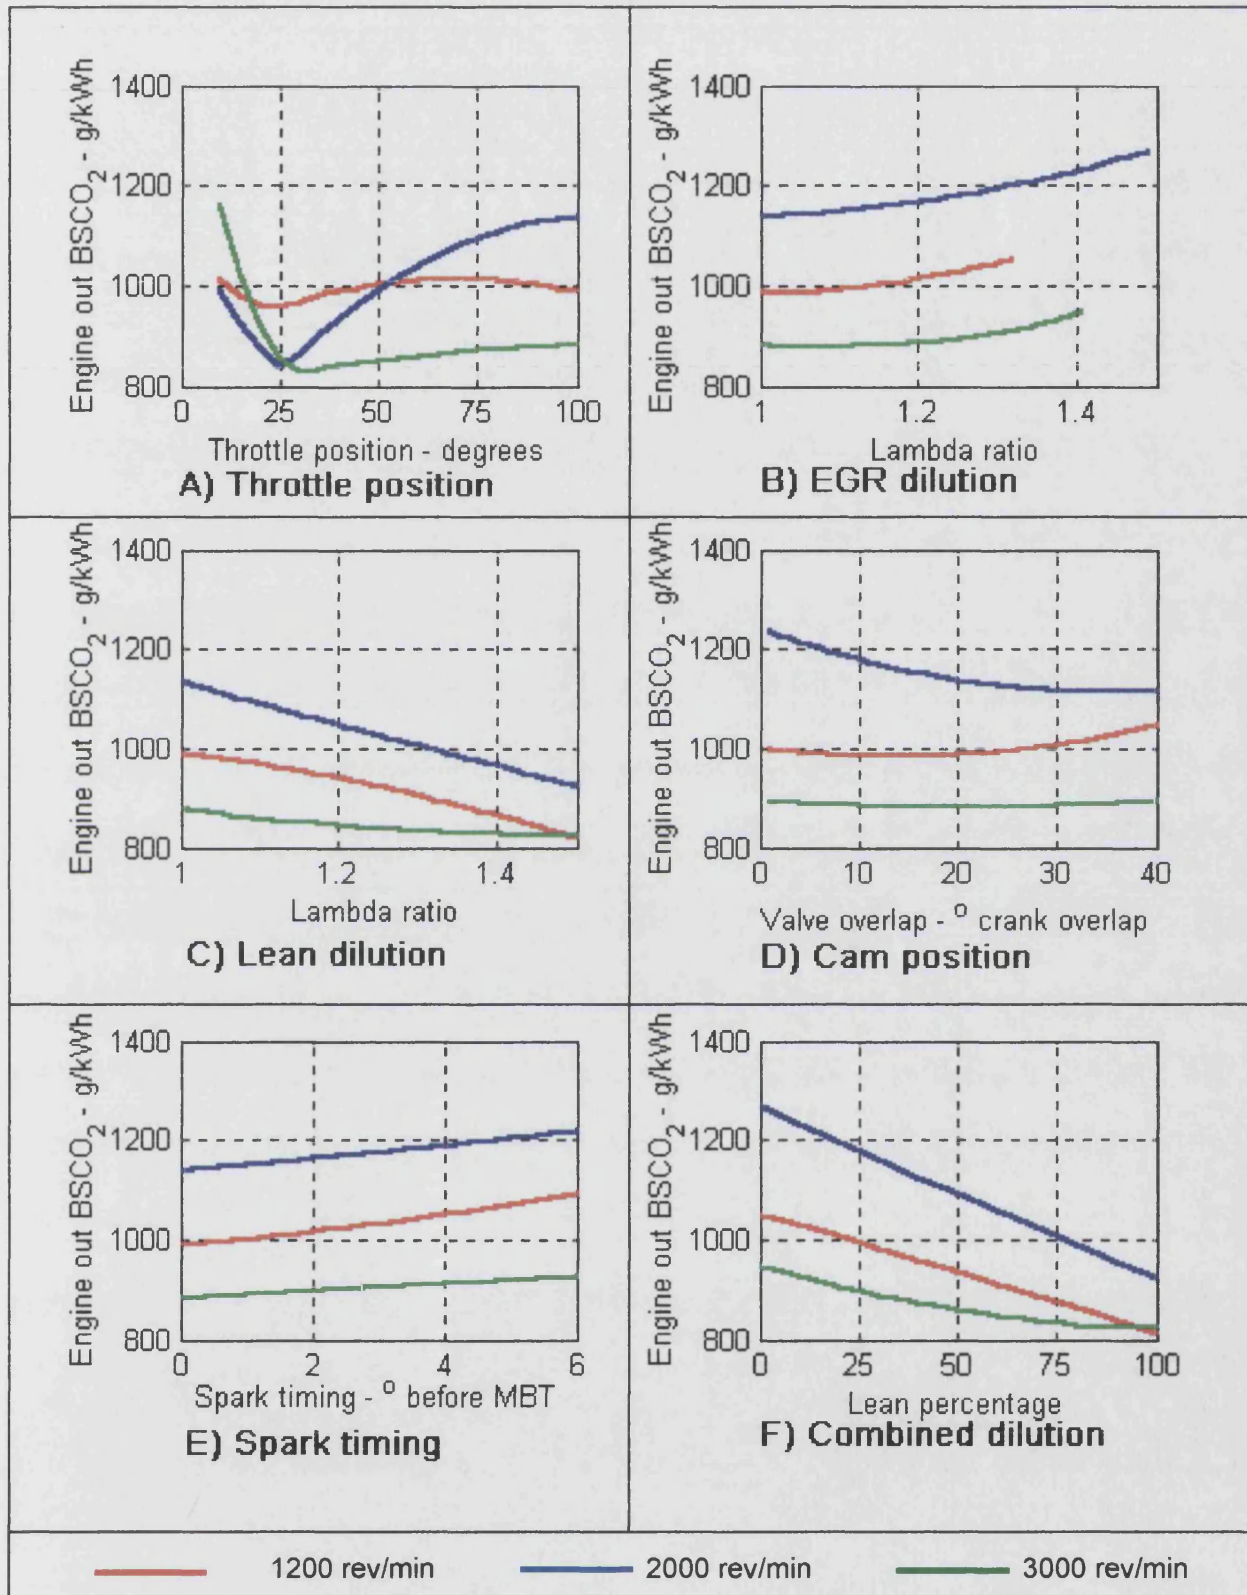 Engine out BSCO2 - g/kWh
1400
1200
1000
800
0 25 50 75 100
Throttle position - degrees
A) Throttle position
Engine out BSCO2 - g/kWh
1400
1200
1000
800
1 1.2 1.4
Lambda ratio
B) EGR dilution
Engine out BSCO2 - g/kWh
1400
1200
1000
800
1 1.2 1.4
Lambda ratio
C) Lean dilution
Engine out BSCO2 - g/kWh
1400
1200
1000
800
0 10 20 30 40
Valve overlap - o crank overlap
D) Cam position
Engine out BSCO2 - g/kWh
1400
1200
1000
800
0 2 4 6
Spark timing - o before MBT
E) Spark timing
Engine out BSCO2 - g/kWh
1400
1200
1000
800
0 25 50 75 100
Lean percentage
F) Combined dilution
1200 rev/min 2000 rev/min 3000 rev/min